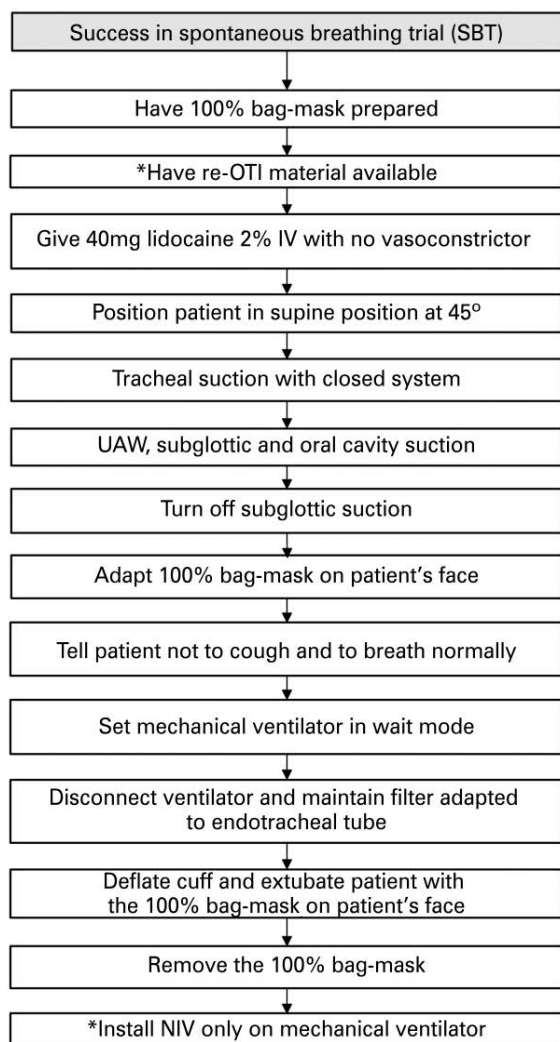 Success in spontaneous breathing trial (SBT)
Have 100% bag-mask prepared
*Have re-OTI material available
Give 40mg lidocaine 2% IV with no vasoconstrictor
Position patient in supine position at 45º
Tracheal suction with closed system
UAW, subglottic and oral cavity suction
Turn off subglottic suction
Adapt 100% bag-mask on patient’s face
Tell patient not to cough and to breath normally
Set mechanical ventilator in wait mode
Disconnect ventilator and maintain filter adapted
to endotracheal tube
Deflate cuff and extubate patient with
the 100% bag-mask on patient’s face
Remove the 100% bag-mask
*Install NIV only on mechanical ventilator